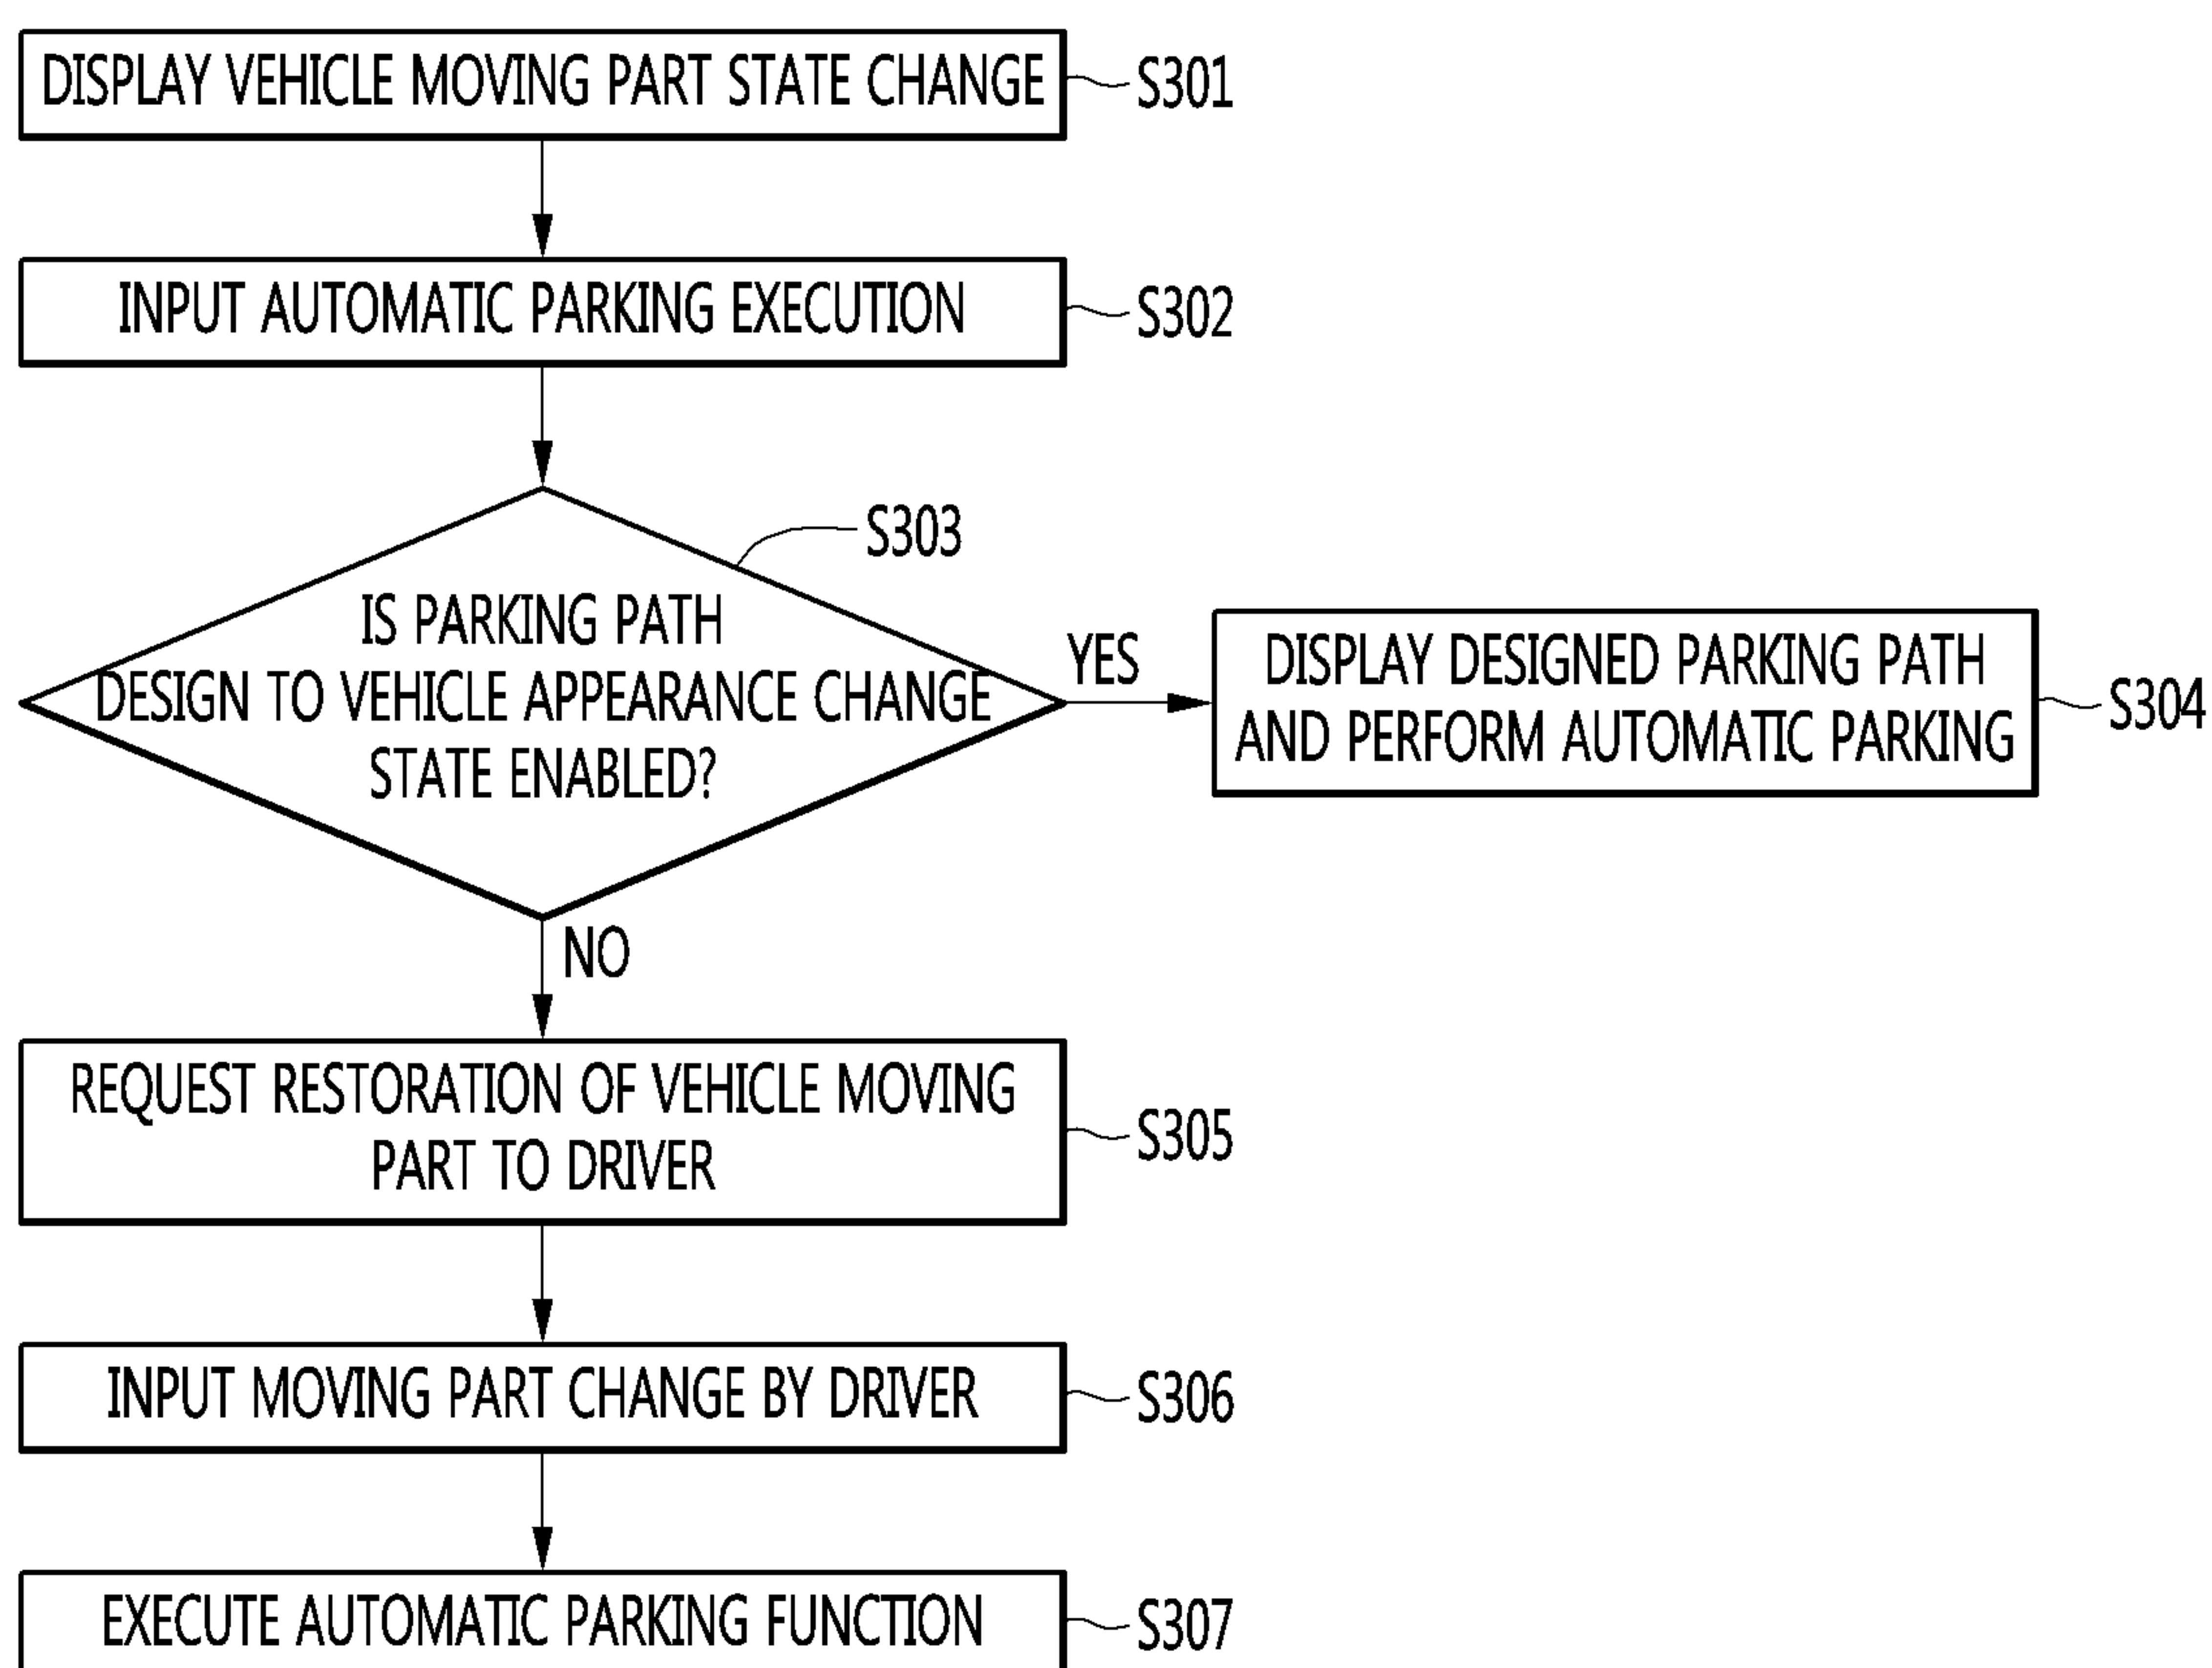 DISPLAY VEHICLE MOVING PART STATE CHANGE
S301
INPUT AUTOMATIC PARKING EXECUTION
S302
S303
IS PARKING PATH
DESIGN TO VEHICLE APPEARANCE CHANGE
STATE ENABLED?
YES
DISPLAY DESIGNED PARKING PATH
AND PERFORM AUTOMATIC PARKING
S304
NO
REQUEST RESTORATION OF VEHICLE MOVING
PART TO DRIVER
S305
INPUT MOVING PART CHANGE BY DRIVER
S306
EXECUTE AUTOMATIC PARKING FUNCTION
S307